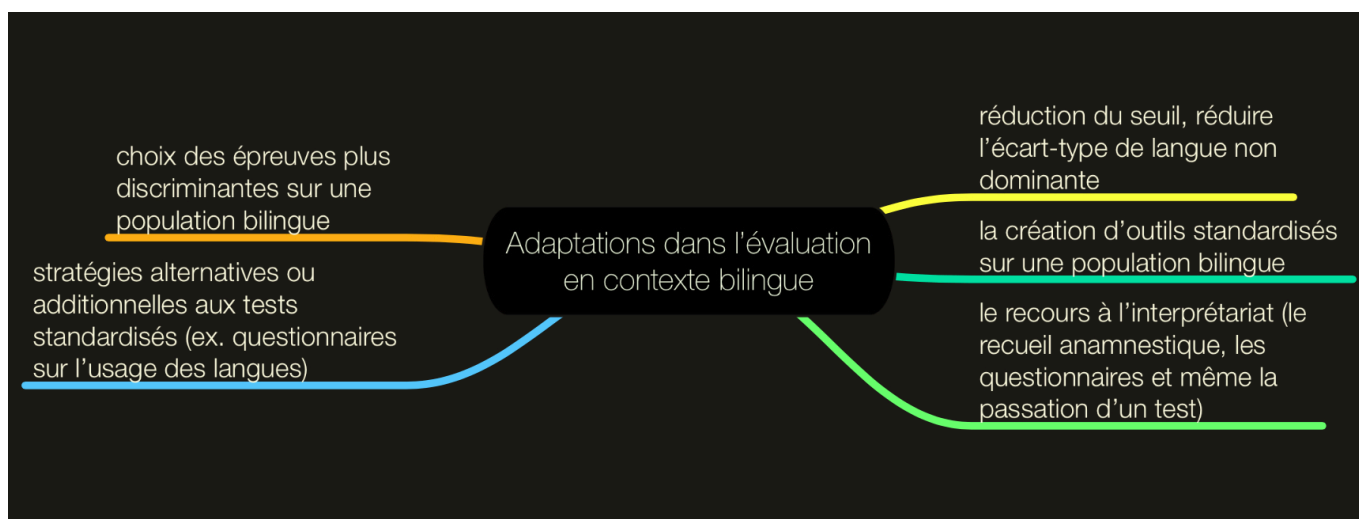 Adaptations dans l’évaluation
en contexte bilingue
choix des épreuves plus
discriminantes sur une
population bilingue
stratégies alternatives ou
additionnelles aux tests
standardisés (ex. questionnaires
sur l’usage des langues)
réduction du seuil, réduire
l’écart-type de langue non
dominante
la création d’outils standardisés
sur une population bilingue
le recours à l’interprétariat (le
recueil anamnestique, les
questionnaires et même la
passation d’un test)